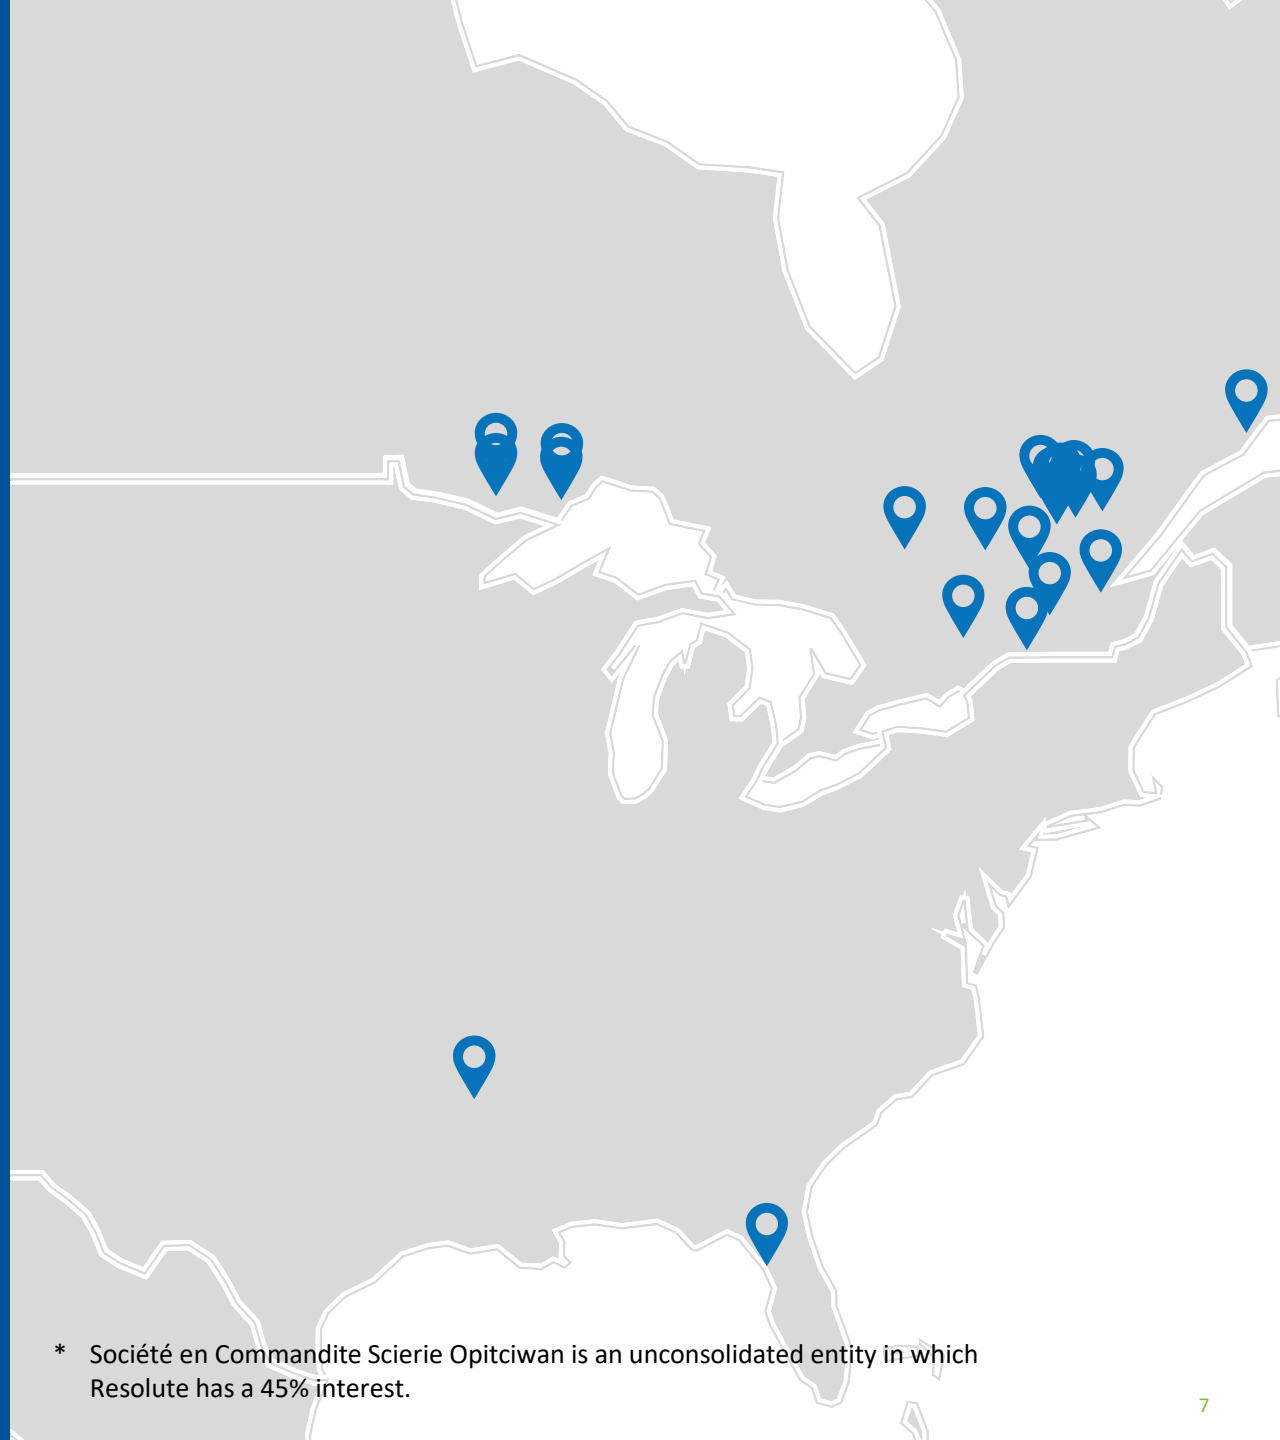 * Société en Commandite Scierie Opitciwan is an unconsolidated entity in which
Resolute has a 45% interest.
7